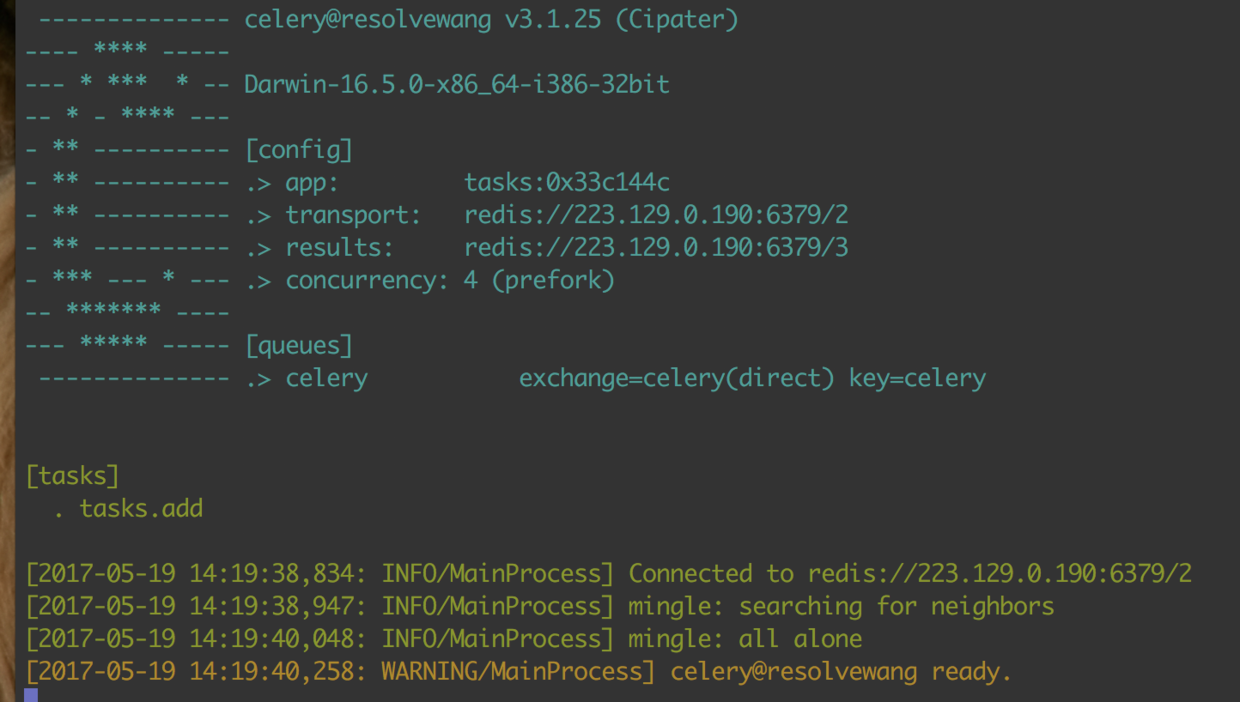 -------------- celery@resolvewang v3.1.25 (Cipater)
---- **** -----
--- * ***  * -- Darwin-16.5.0-x86_64-i386-32bit
-- * - **** ---
- ** ---------- [config]
- ** ---------- .> app:         tasks:0x33c144c
- ** ---------- .> transport:   redis://223.129.0.190:6379/2
- ** ---------- .> results:     redis://223.129.0.190:6379/3
- *** --- * --- .> concurrency: 4 (prefork)
-- ******* ----
--- ***** ----- [queues]
 -------------- .> celery           exchange=celery(direct) key=celery
[tasks]
  . tasks.add
[2017-05-19 14:19:38,834: INFO/MainProcess] Connected to redis://223.129.0.190:6379/2
[2017-05-19 14:19:38,947: INFO/MainProcess] mingle: searching for neighbors
[2017-05-19 14:19:40,048: INFO/MainProcess] mingle: all alone
[2017-05-19 14:19:40,258: WARNING/MainProcess] celery@resolvewang ready.